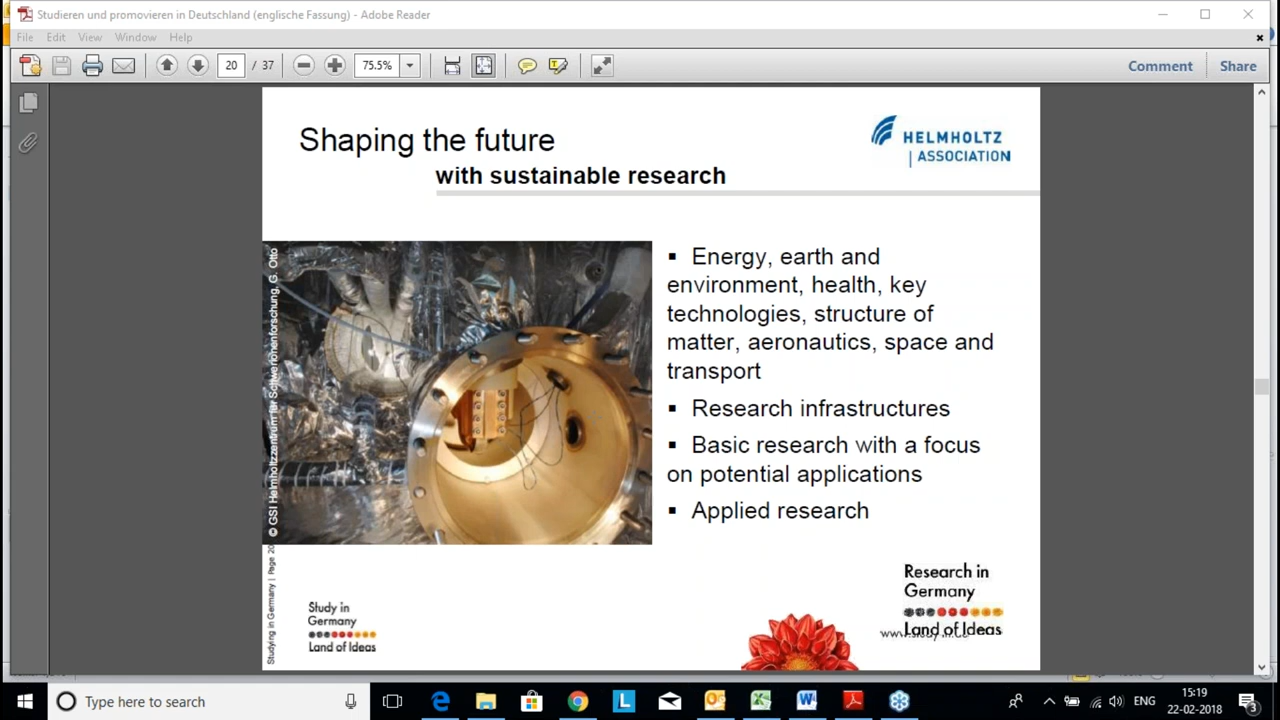 Studieren und promovieren in Deutschland (englische Fassung) - Adobe Reader
File Edit View Window Help
20 / 37 75.5% Comment Share
Shaping the future
with sustainable research
HELMHOLTZ
| ASSOCIATION
© GSI Helmholtzzentrum für Schwerionenforschung, G. Otto
▪ Energy, earth and
environment, health, key
technologies, structure of
matter, aeronautics, space and
transport
▪ Research infrastructures
▪ Basic research with a focus
on potential applications
▪ Applied research
Studying in Germany | Page 20
Study in
Germany
Land of Ideas
Research in
Germany
Land of Ideas
Type here to search
ENG
15:19
22-02-2018
3